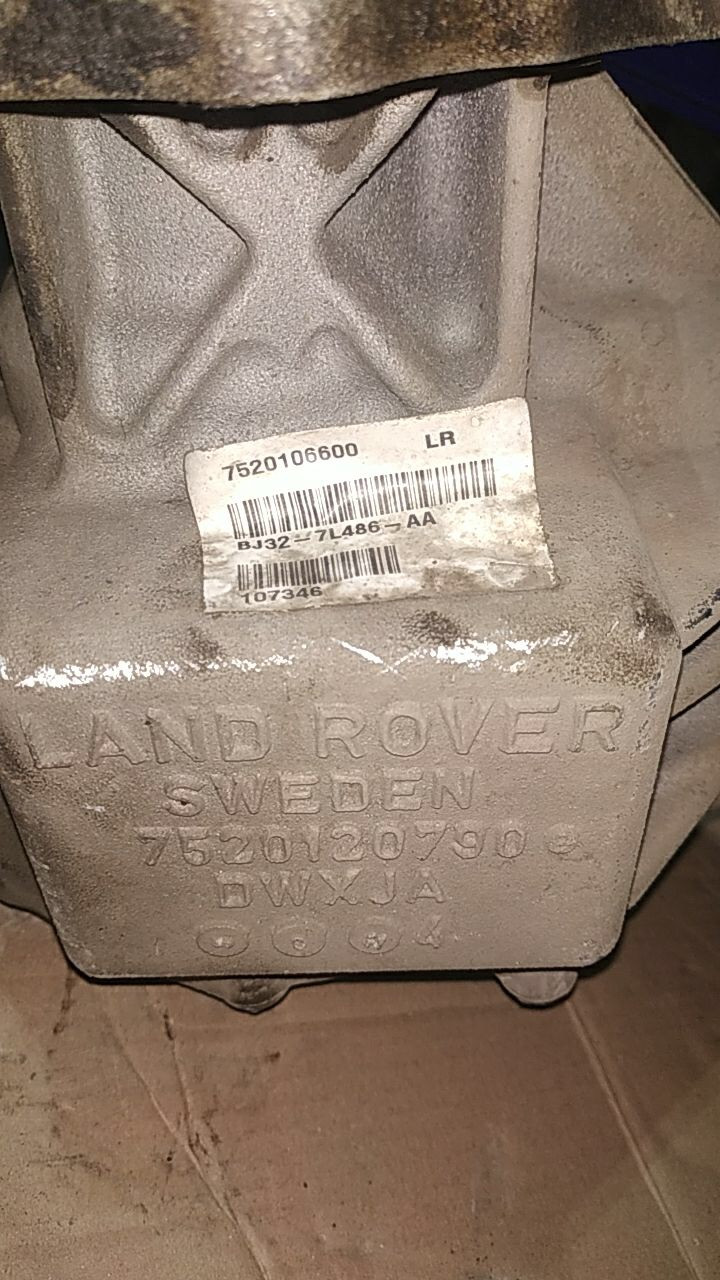 7520106600 LR
BJ32-7L486-AA
107346
LAND ROVER
SWEDEN
7520120790
DWXJA